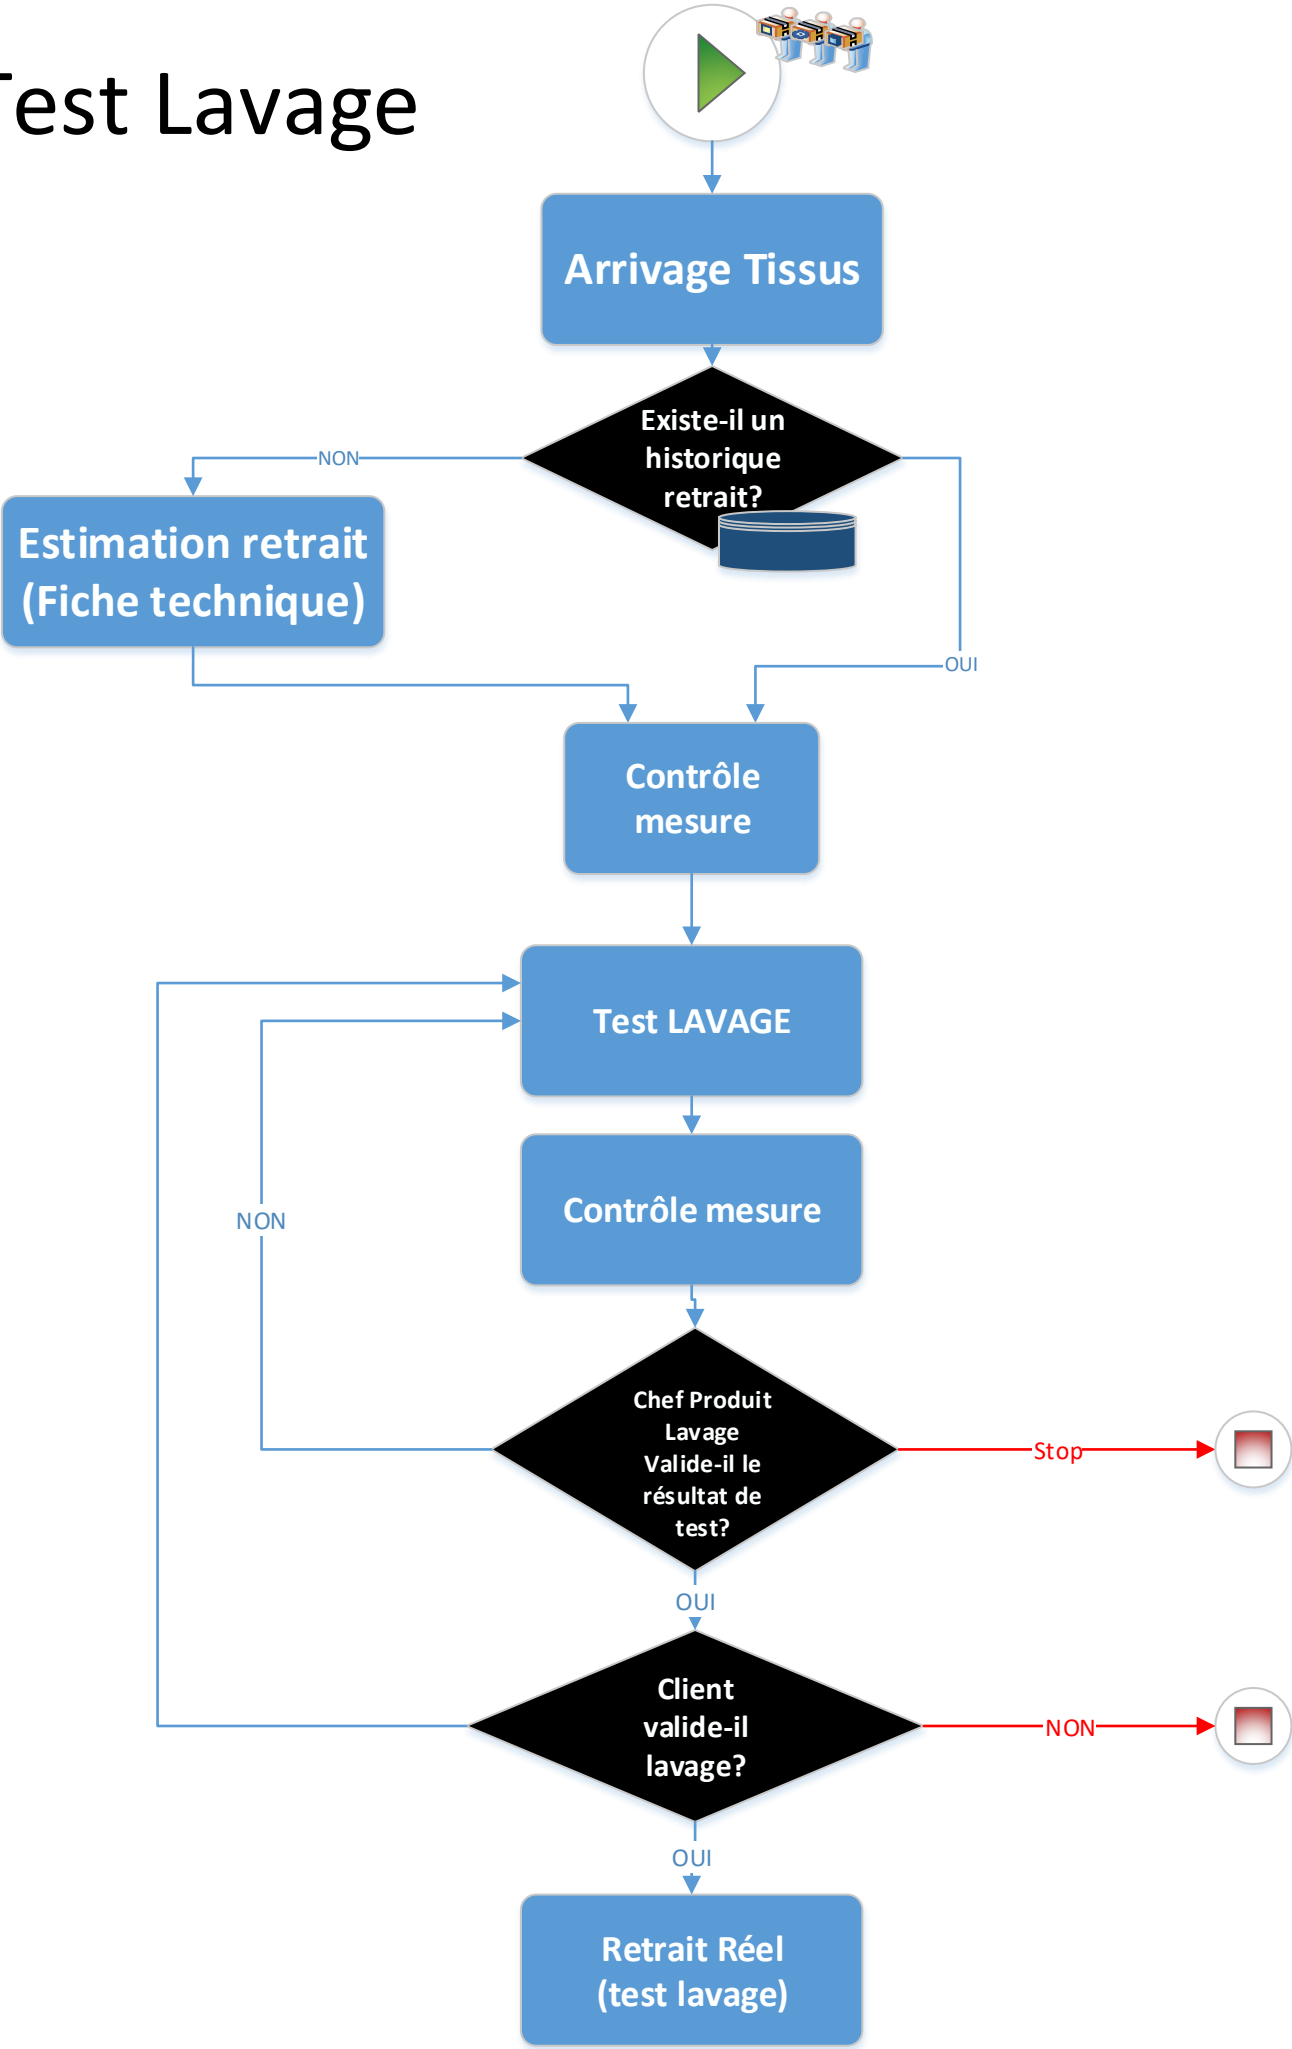 Test Lavage
Arrivage Tissus
Existe-il un
historique
retrait?
NON
Estimation retrait
(Fiche technique)
OUI
Contrôle
mesure
Test LAVAGE
Contrôle mesure
NON
Chef Produit
Lavage
Valide-il le
résultat de
test?
Stop
OUI
Client
valide-il
lavage?
NON
OUI
Retrait Réel
(test lavage)